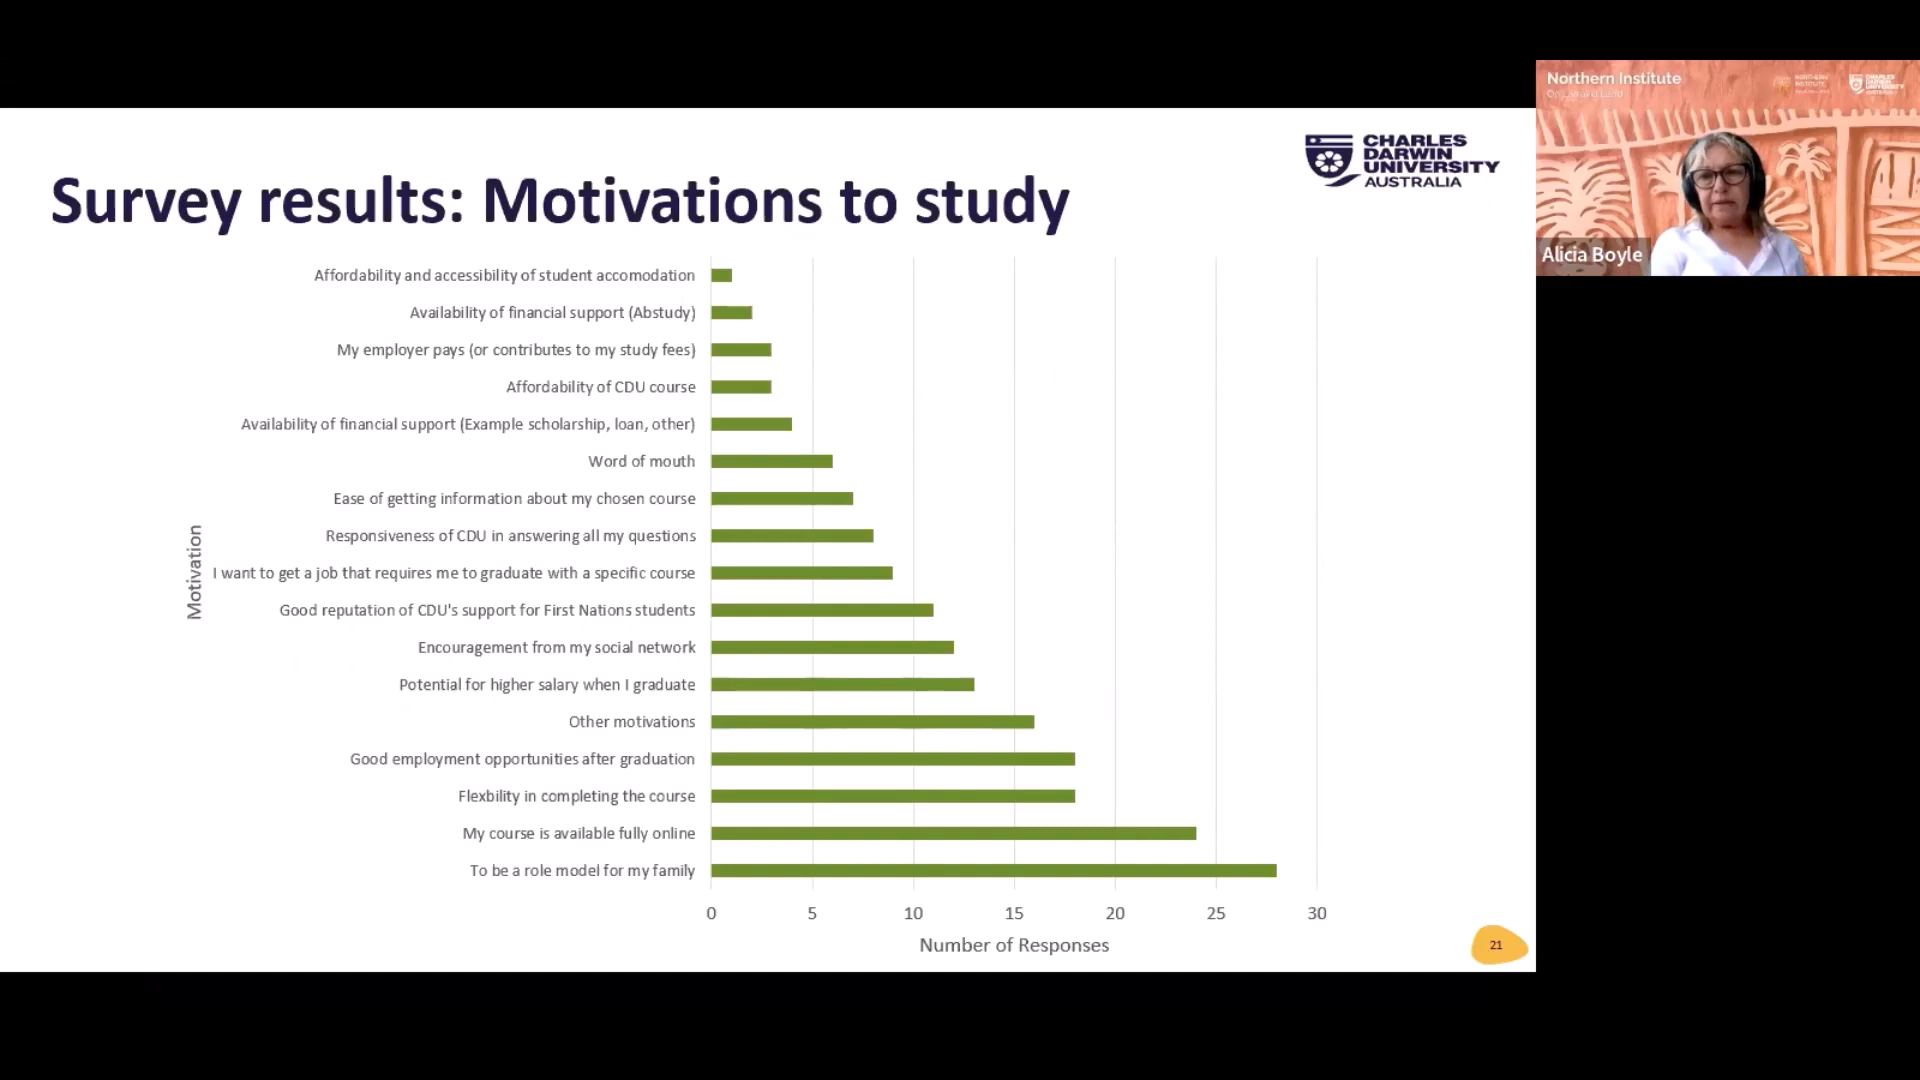 Northern Institute
CHARLES
DARWIN
UNIVERSITY
AUSTRALIA
Alicia Boyle
CHARLES
DARWIN
UNIVERSITY
AUSTRALIA
Survey results: Motivations to study
Motivation
Affordability and accessibility of student accomodation
Availability of financial support (Abstudy)
My employer pays (or contributes to my study fees)
Affordability of CDU course
Availability of financial support (Example scholarship, loan, other)
Word of mouth
Ease of getting information about my chosen course
Responsiveness of CDU in answering all my questions
I want to get a job that requires me to graduate with a specific course
Good reputation of CDU's support for First Nations students
Encouragement from my social network
Potential for higher salary when I graduate
Other motivations
Good employment opportunities after graduation
Flexbility in completing the course
My course is available fully online
To be a role model for my family
0 5 10 15 20 25 30
Number of Responses
21